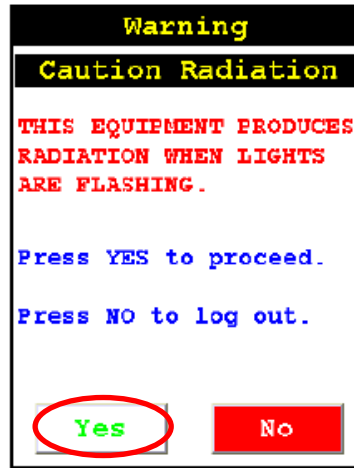 Warning
Caution Radiation
THIS EQUIPMENT PRODUCES
RADIATION WHEN LIGHTS
ARE FLASHING.
Press YES to proceed.
Press NO to log out.
Yes No